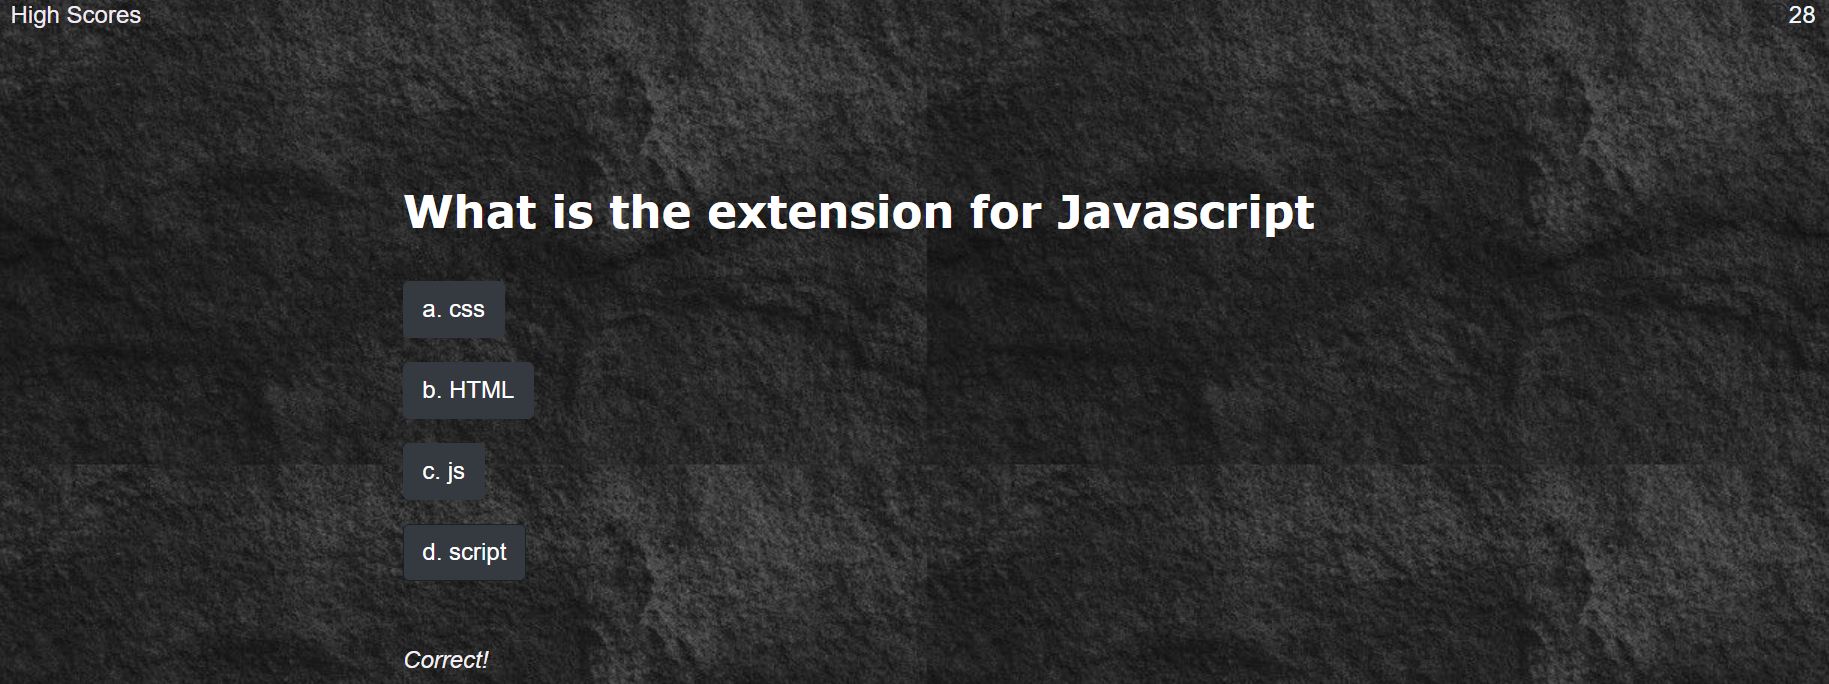 High Scores
28
What is the extension for Javascript
a. css
b. HTML
c. js
d. script
Correct!